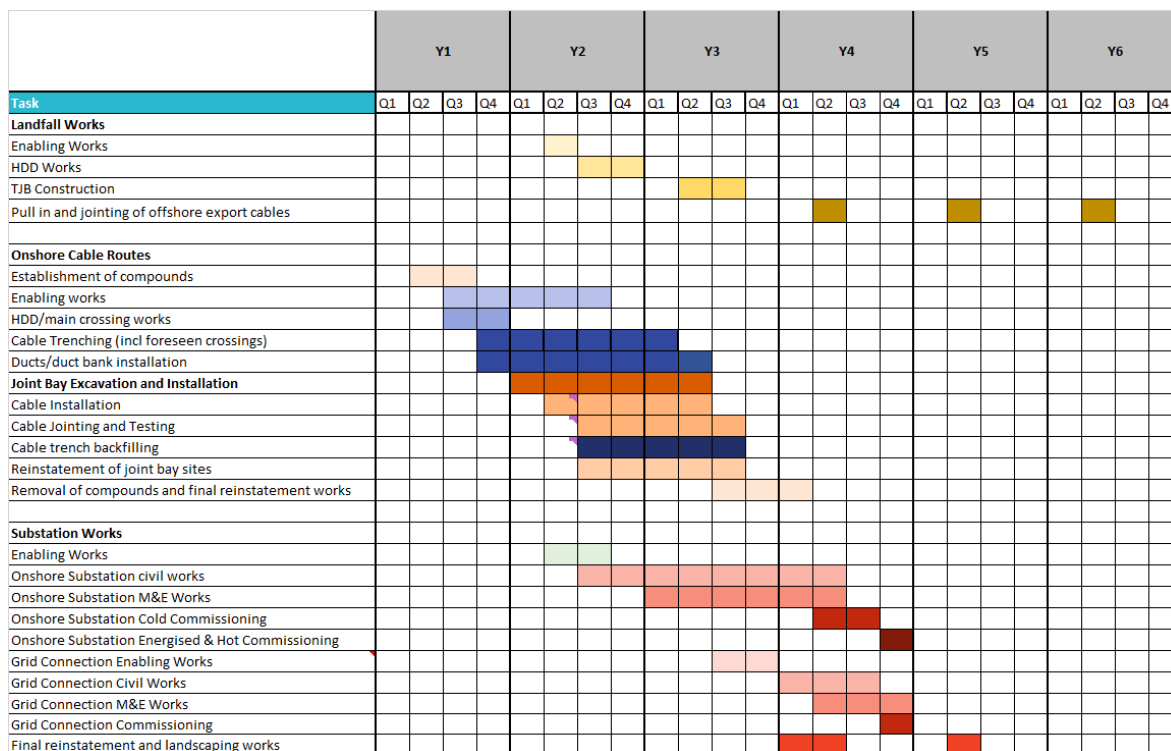 Y1 Y2 Y3 Y4 Y5 Y6
Task Q1 Q2 Q3 Q4 Q1 Q2 Q3 Q4 Q1 Q2 Q3 Q4 Q1 Q2 Q3 Q4 Q1 Q2 Q3 Q4 Q1 Q2 Q3 Q4
Landfall Works
Enabling Works
HDD Works
TJB Construction
Pull in and jointing of offshore export cables
Onshore Cable Routes
Establishment of compounds
Enabling works
HDD/main crossing works
Cable Trenching (incl foreseen crossings)
Ducts/duct bank installation
Joint Bay Excavation and Installation
Cable Installation
Cable Jointing and Testing
Cable trench backfilling
Reinstatement of joint bay sites
Removal of compounds and final reinstatement works
Substation Works
Enabling Works
Onshore Substation civil works
Onshore Substation M&E Works
Onshore Substation Cold Commissioning
Onshore Substation Energised & Hot Commissioning
Grid Connection Enabling Works
Grid Connection Civil Works
Grid Connection M&E Works
Grid Connection Commissioning
Final reinstatement and landscaping works